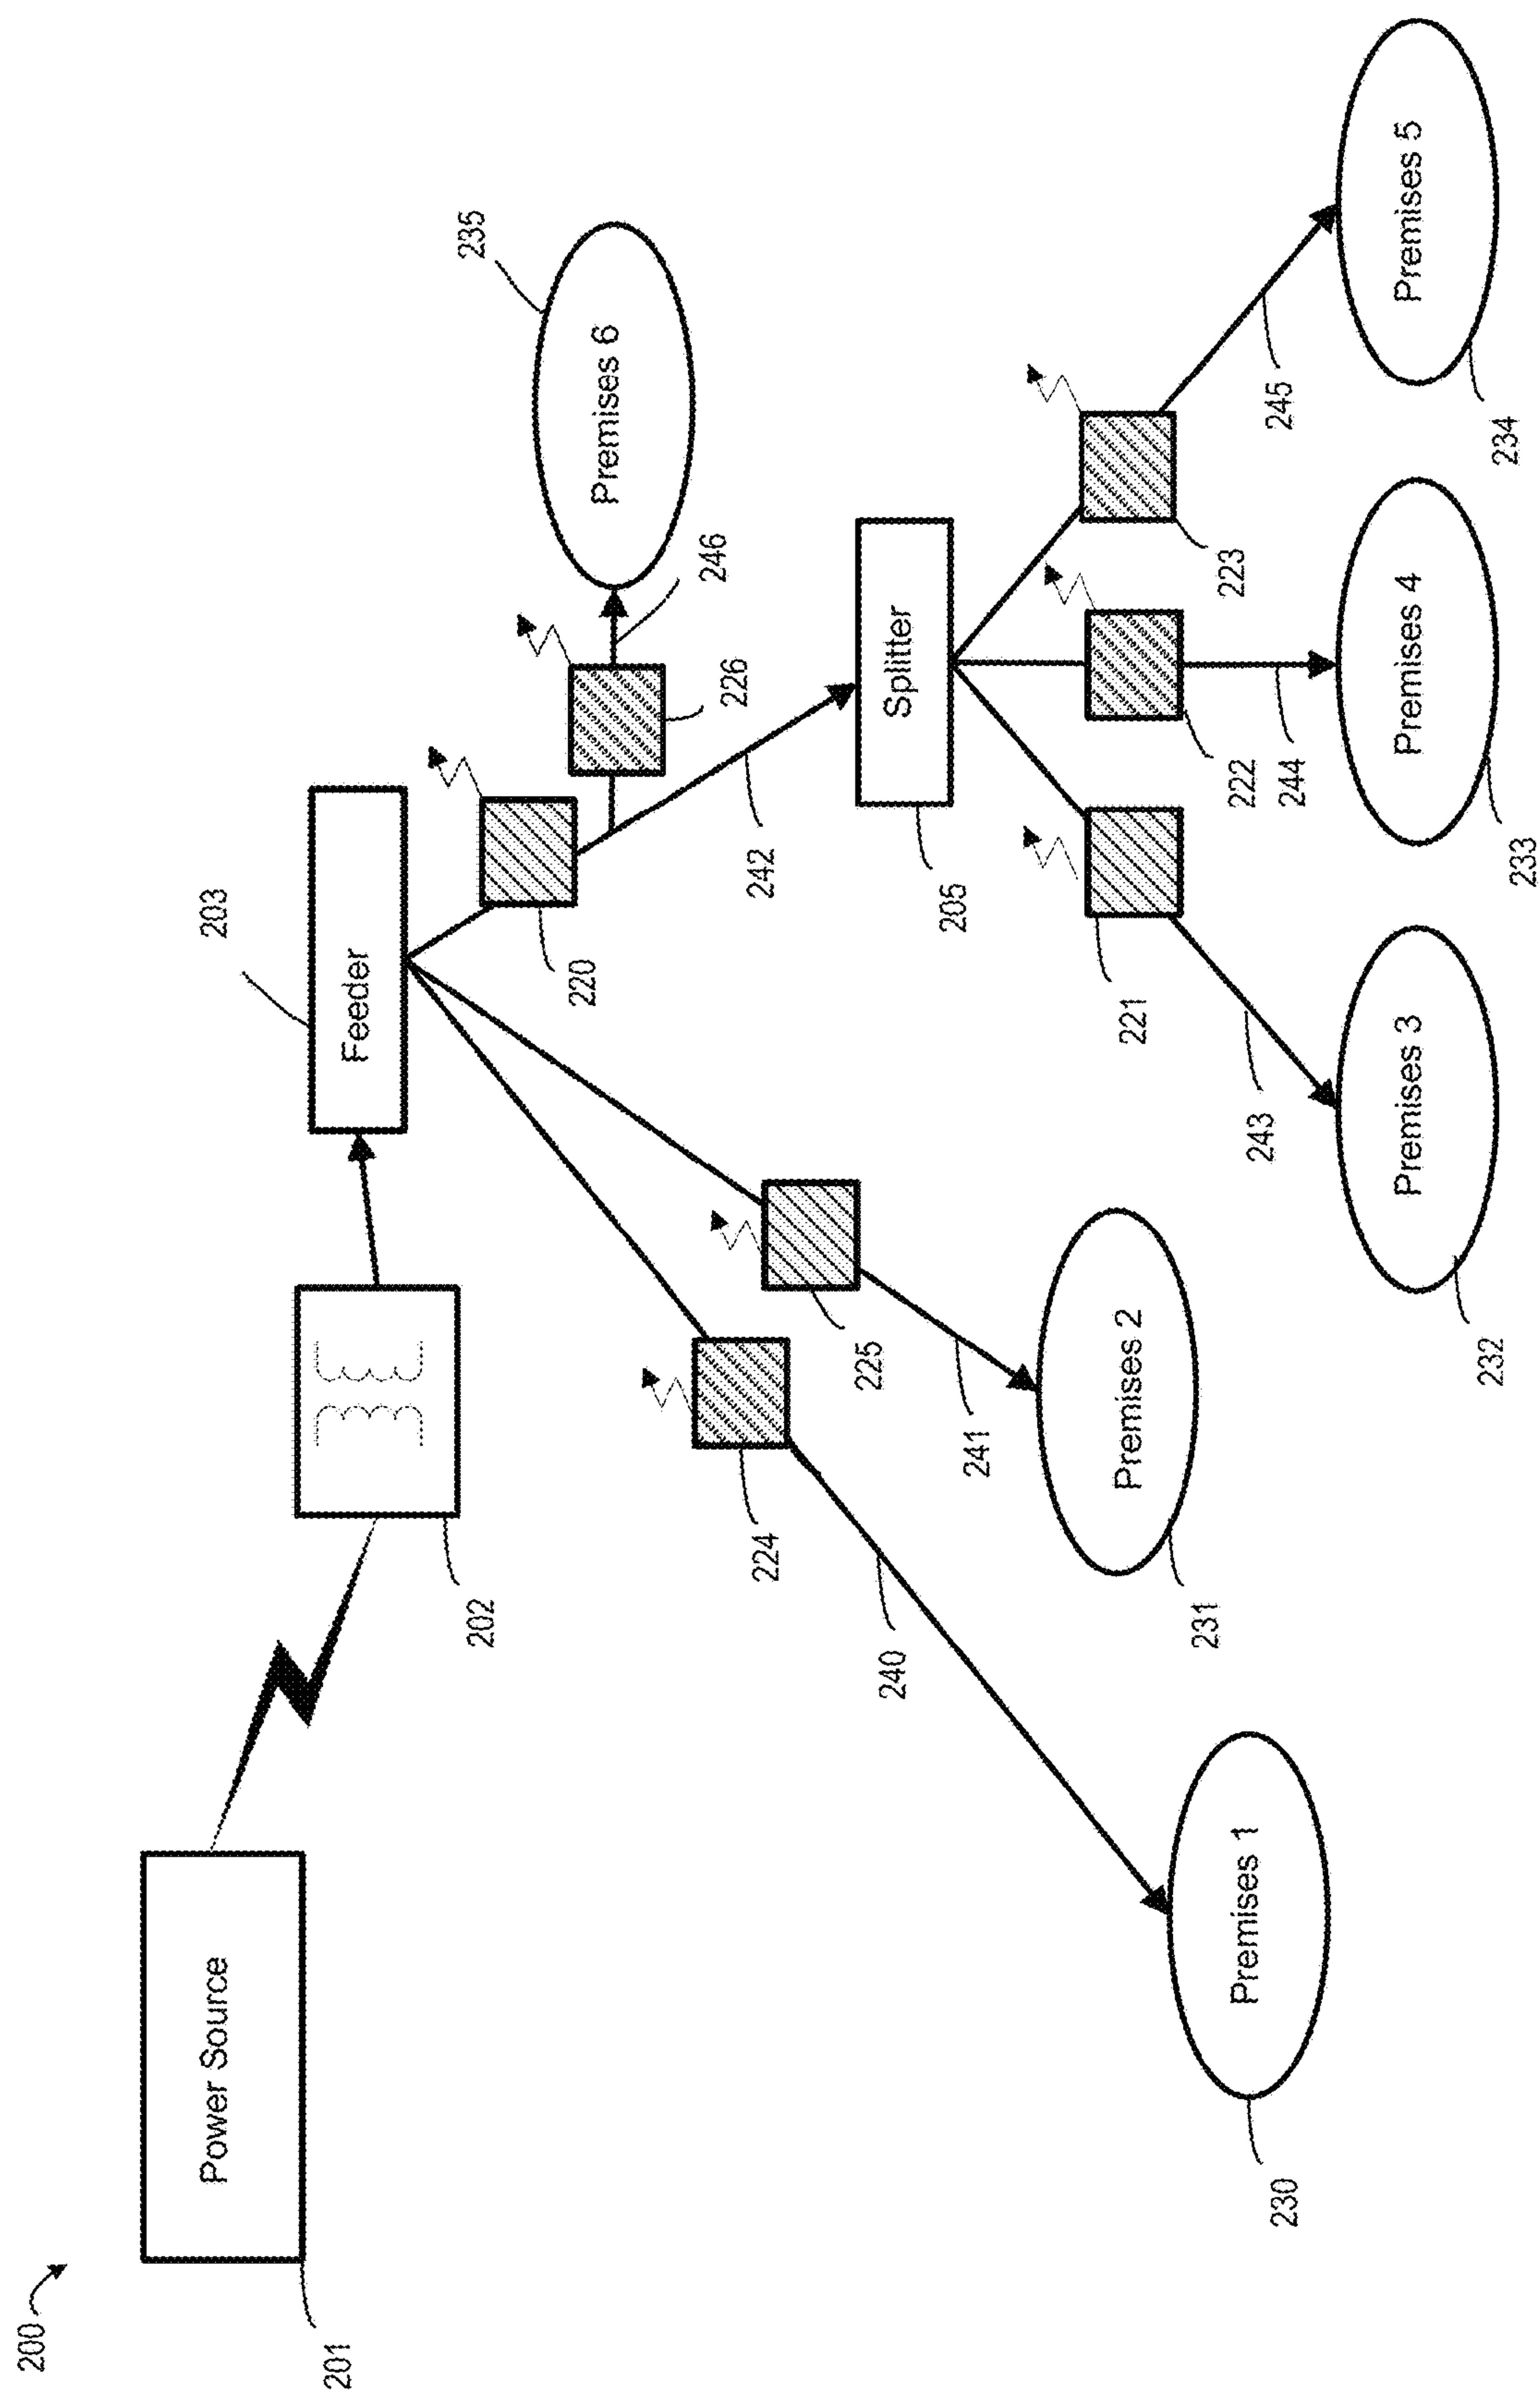 200
Power Source
201
202
Feeder
203
220
Premises 6
235
226
246
242
224
225
240
241
Splitter
205
221
222
223
243
244
245
Premises 1
230
Premises 2
231
Premises 3
232
Premises 4
233
Premises 5
234